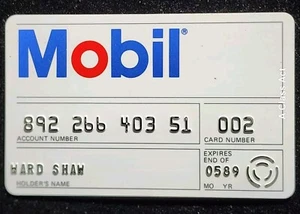 Mobil®
892 266 403 51 002
ACCOUNT NUMBER CARD NUMBER
EXPIRES
END OF
WARD SHAW 0589
HOLDER'S NAME MO YR